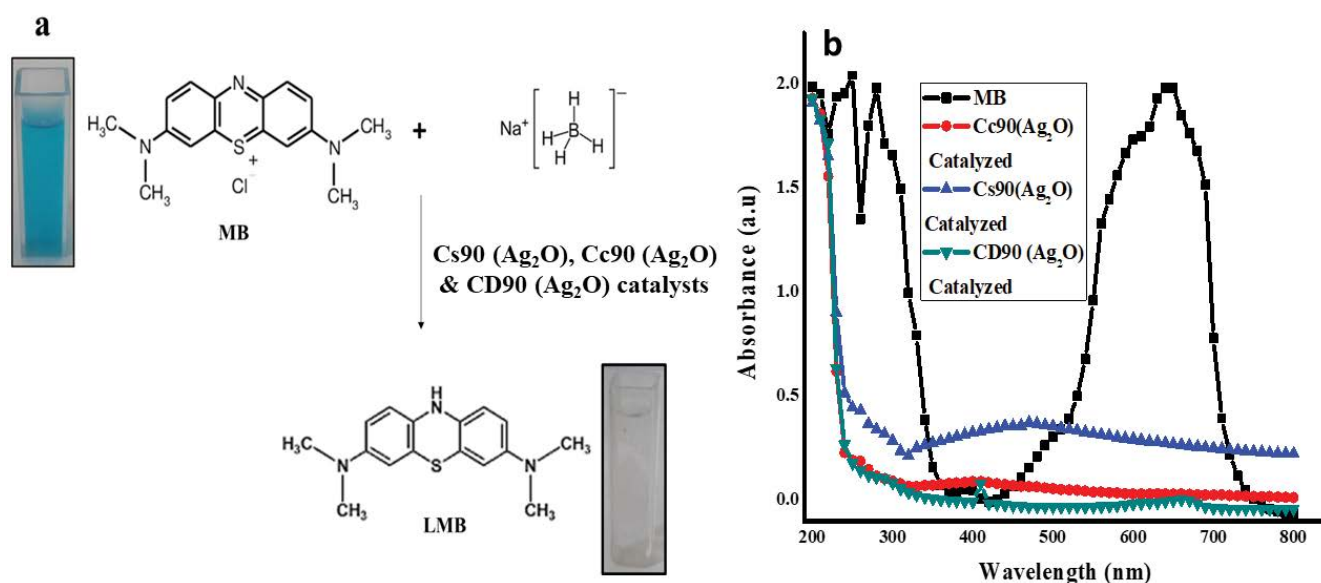 a
H₃C
N
CH₃
N
S
+
Cl⁻
N
CH₃
CH₃
MB
+
Na⁺
H
H
B
H
H
−
Cs90 (Ag₂O), Cc90 (Ag₂O)
& CD90 (Ag₂O) catalysts
H
N
H₃C
N
CH₃
S
N
CH₃
CH₃
LMB
b
Absorbance (a.u)
2.0
1.5
1.0
0.5
0.0
MB
Cc90(Ag₂O)
Catalyzed
Cs90(Ag₂O)
Catalyzed
CD90 (Ag₂O)
Catalyzed
200 300 400 500 600 700 800
Wavelength (nm)